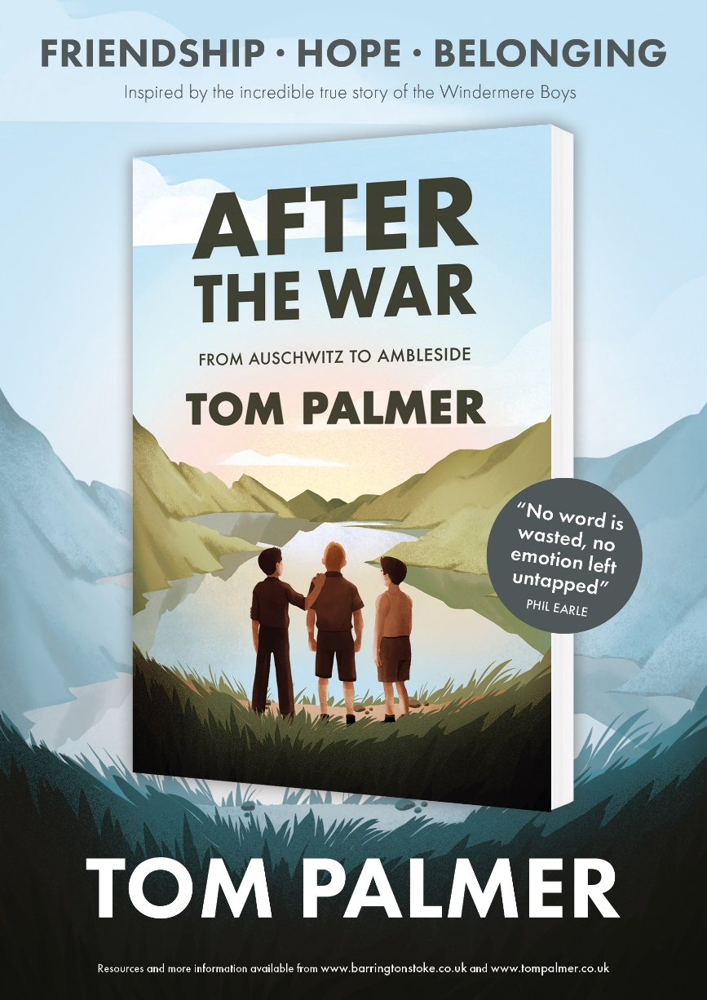 FRIENDSHIP · HOPE · BELONGING
Inspired by the incredible true story of the Windermere Boys
AFTER
THE WAR
FROM AUSCHWITZ TO AMBLESIDE
TOM PALMER
“No word is
wasted, no
emotion left
untapped”
PHIL EARLE
TOM PALMER
Resources and more information available from www.barringtonstoke.co.uk and www.tompalmer.co.uk